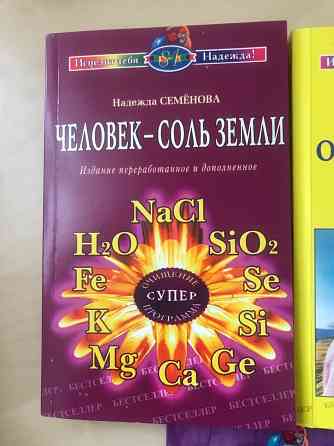 Исцели себя Надежда!
Надежда СЕМЁНОВА
ЧЕЛОВЕК – СОЛЬ ЗЕМЛИ
Издание переработанное и дополненное
NaCl
H2O SiO2
Fe ОЧИЩЕНИЕ Se
СУПЕР
K ПРОГРАММА Si
Mg Ca Ge
БЕСТСЕЛЛЕР БЕСТСЕЛЛЕР БЕСТСЕЛЛЕР БЕСТСЕЛЛЕР
И
О